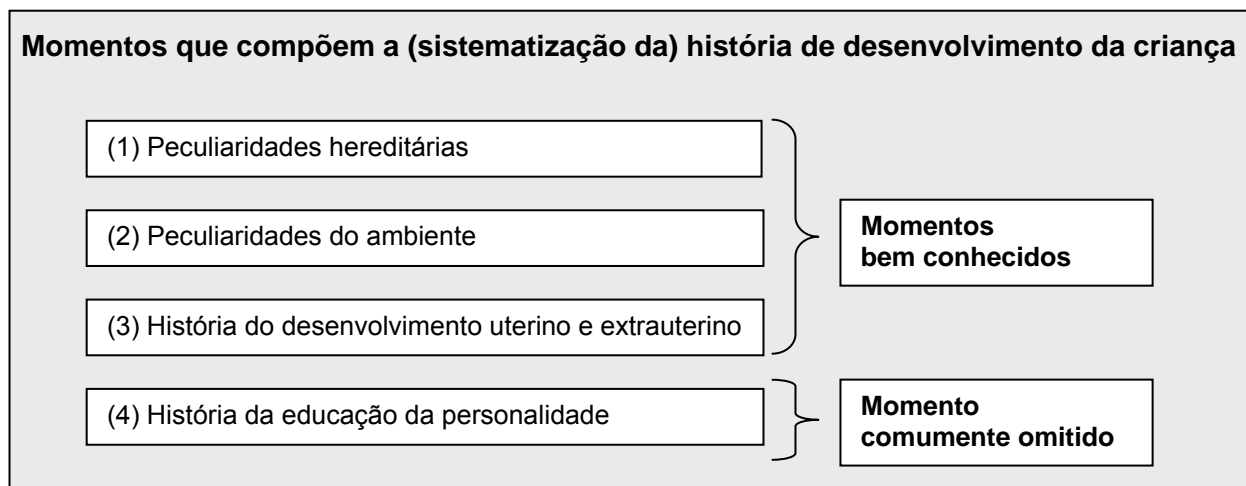 Momentos que compõem a (sistematização da) história de desenvolvimento da criança
(1) Peculiaridades hereditárias
(2) Peculiaridades do ambiente
(3) História do desenvolvimento uterino e extrauterino
Momentos
bem conhecidos
(4) História da educação da personalidade
Momento
comumente omitido